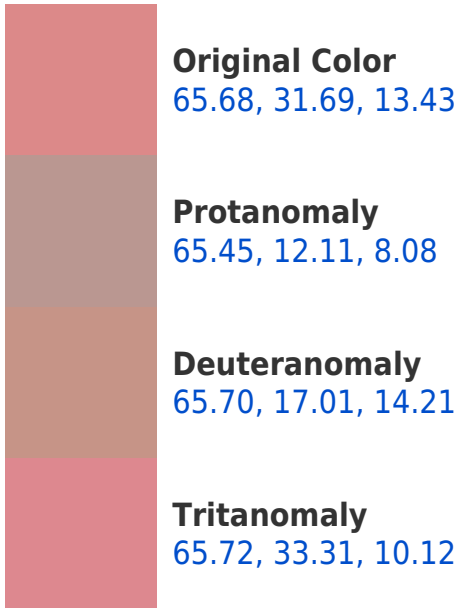 Original Color
65.68, 31.69, 13.43
Protanomaly
65.45, 12.11, 8.08
Deuteranomaly
65.70, 17.01, 14.21
Tritanomaly
65.72, 33.31, 10.12